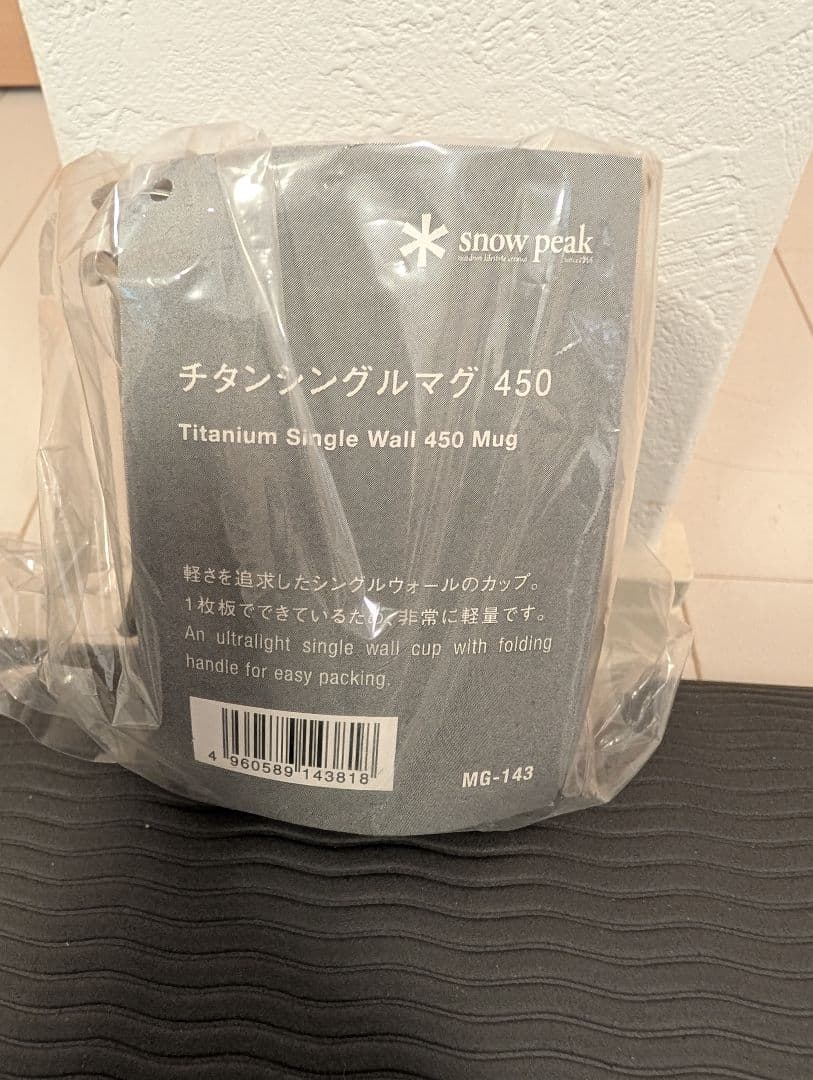 snow peak
チタンシングルマグ 450
Titanium Single Wall 450 Mug
軽さを追求したシングルウォールのカップ。
1枚板でできているため、非常に軽量です。
An ultralight single wall cup with folding
handle for easy packing.
4 960589 143818
MG-143